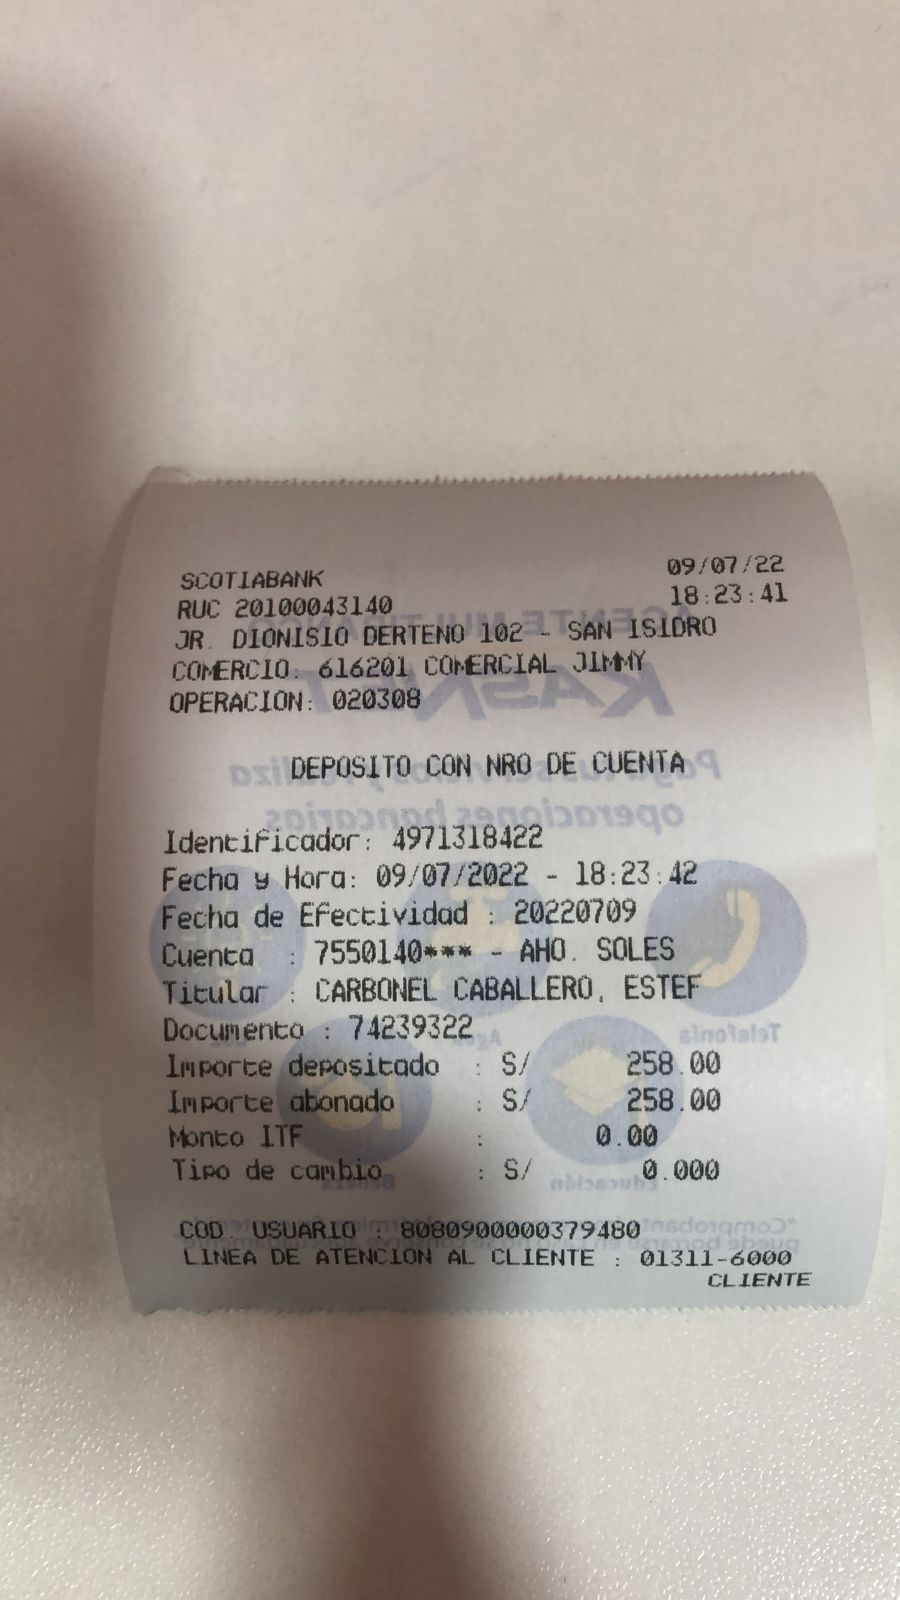 SCOTIABANK 09/07/22
RUC 20100043140 18:23:41
JR. DIONISIO DERTENO 102 - SAN ISIDRO
COMERCIO: 616201 COMERCIAL JIMMY
OPERACION: 020308
DEPOSITO CON NRO DE CUENTA
Identificador: 4971318422
Fecha y Hora: 09/07/2022 - 18:23:42
Fecha de Efectividad : 20220709
Cuenta : 7550140*** - AHO. SOLES
Titular : CARBONEL CABALLERO, ESTEF
Documento : 74239322
Importe depositado : S/ 258.00
Importe abonado : S/ 258.00
Monto ITF : 0.00
Tipo de cambio : S/ 0.000
COD. USUARIO : 8080900000379480
LINEA DE ATENCION AL CLIENTE : 01311-6000
CLIENTE